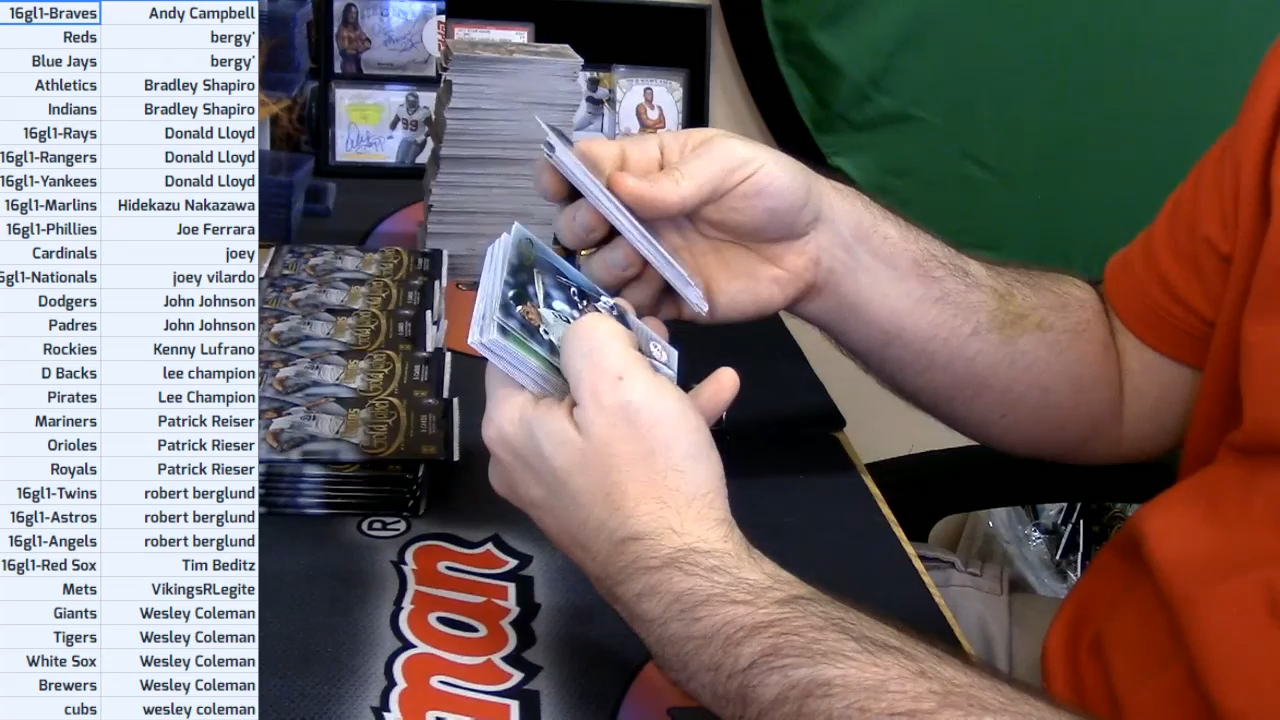 16gl1-Braves Andy Campbell
Reds bergy'
Blue Jays bergy'
Athletics Bradley Shapiro
Indians Bradley Shapiro
16gl1-Rays Donald Lloyd
16gl1-Rangers Donald Lloyd
16gl1-Yankees Donald Lloyd
16gl1-Marlins Hidekazu Nakazawa
16gl1-Phillies Joe Ferrara
Cardinals joey
6gl1-Nationals joey vilardo
Dodgers John Johnson
Padres John Johnson
Rockies Kenny Lufrano
D Backs lee champion
Pirates Lee Champion
Mariners Patrick Reiser
Orioles Patrick Rieser
Royals Patrick Rieser
16gl1-Twins robert berglund
16gl1-Astros robert berglund
16gl1-Angels robert berglund
16gl1-Red Sox Tim Beditz
Mets VikingsRLegite
Giants Wesley Coleman
Tigers Wesley Coleman
White Sox Wesley Coleman
Brewers Wesley Coleman
cubs wesley coleman
99
®
man